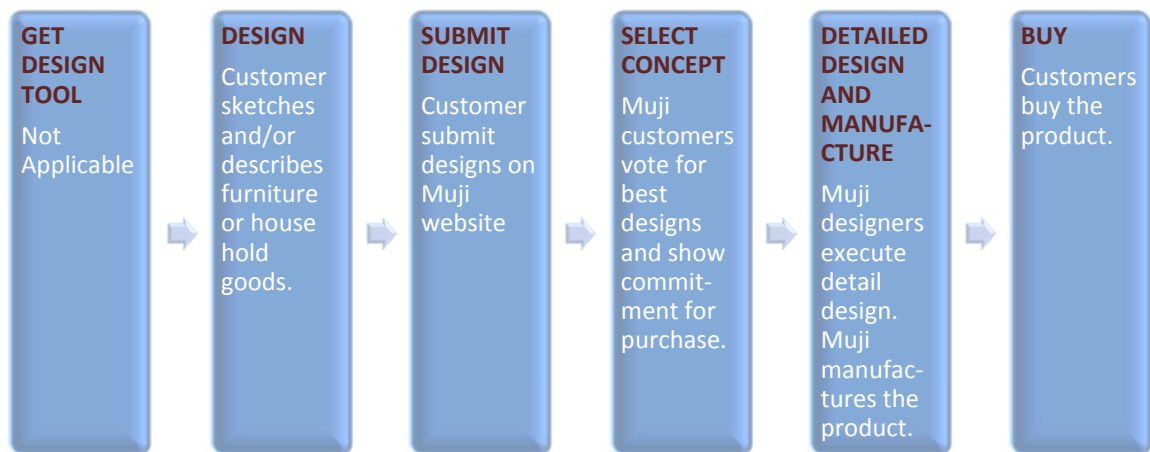 GET
DESIGN
TOOL
Not
Applicable
DESIGN
Customer
sketches
and/or
describes
furniture
or house
hold
goods.
SUBMIT
DESIGN
Customer
submit
designs on
Muji
website
SELECT
CONCEPT
Muji
customers
vote for
best
designs
and show
commit-
ment for
purchase.
DETAILED
DESIGN
AND
MANUFA-
CTURE
Muji
designers
execute
detail
design.
Muji
manufac-
tures the
product.
BUY
Customers
buy the
product.